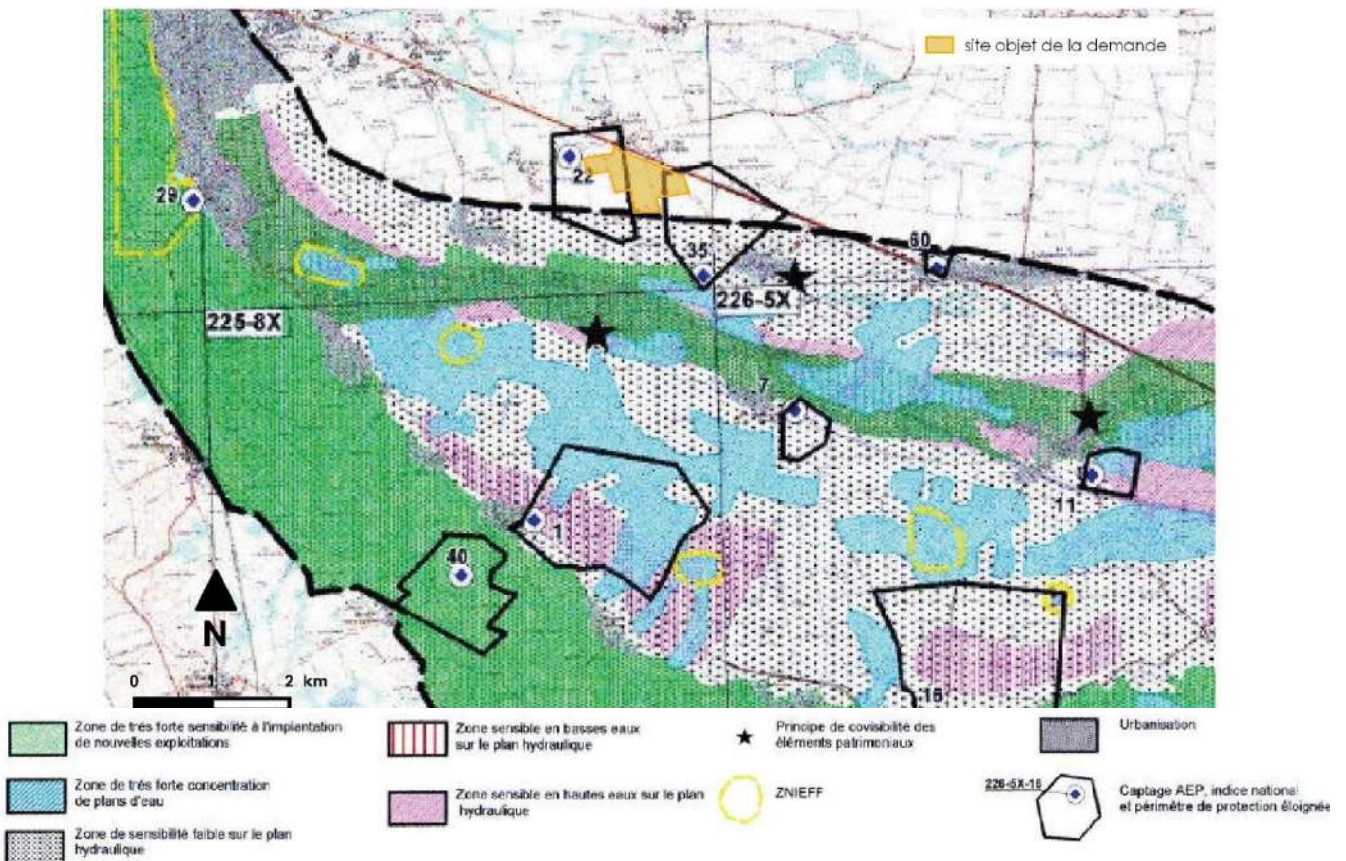 site objet de la demande
22
29
35
60
225-8X
226-5X
7
11
1
40
16
N
0 1 2 km
Zone de trés forte sensibilité à l'implantation
de nouvelles exploitations
Zone de trés forte concentration
de plans d'eau
Zone de sensibilité faible sur le plan
hydraulique
Zone sensible en basses eaux
sur le plan hydraulique
Zone sensible en hautes eaux sur le plan
hydraulique
Principe de covisibilité des
éléments patrimoniaux
ZNIEFF
Urbanisation
226-5X-16
Captage AEP, indice national
et périmètre de protection éloignée